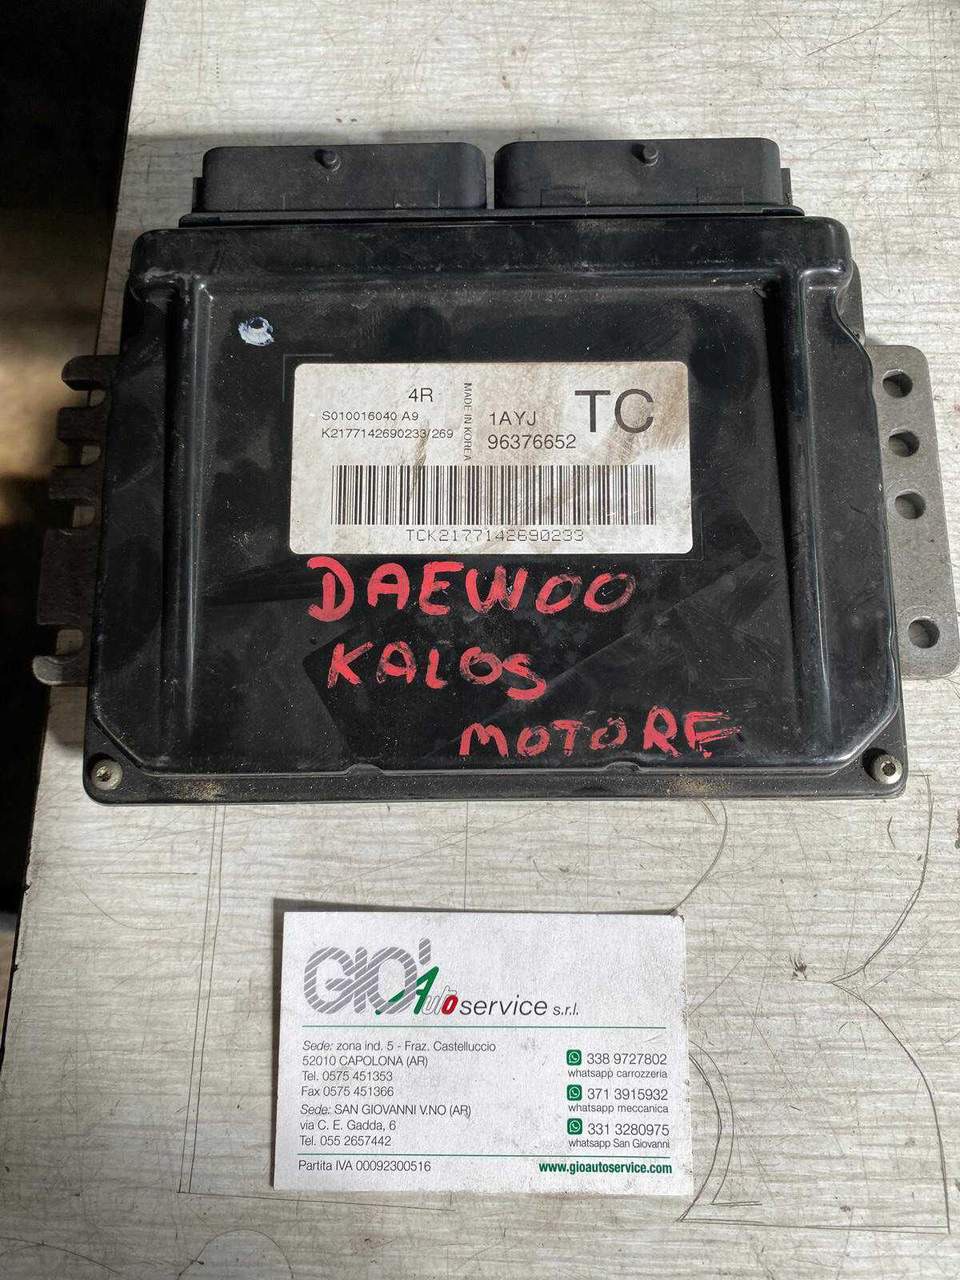 4R
S010016040 A9
K2177142690233/269
MADE IN KOREA
1AYJ
96376652
TC
TCK2177142690233
DAEWOO
KALOS
MOTORE
GIO' Auto service s.r.l.
Sede: zona ind. 5 - Fraz. Castelluccio
52010 CAPOLONA (AR)
Tel. 0575 451353
Fax 0575 451366
Sede: SAN GIOVANNI V.NO (AR)
via C. E. Gadda, 6
Tel. 055 2657442
Partita IVA 00092300516
338 9727802
whatsapp carrozzeria
371 3915932
whatsapp meccanica
331 3280975
whatsapp San Giovanni
www.gioautoservice.com